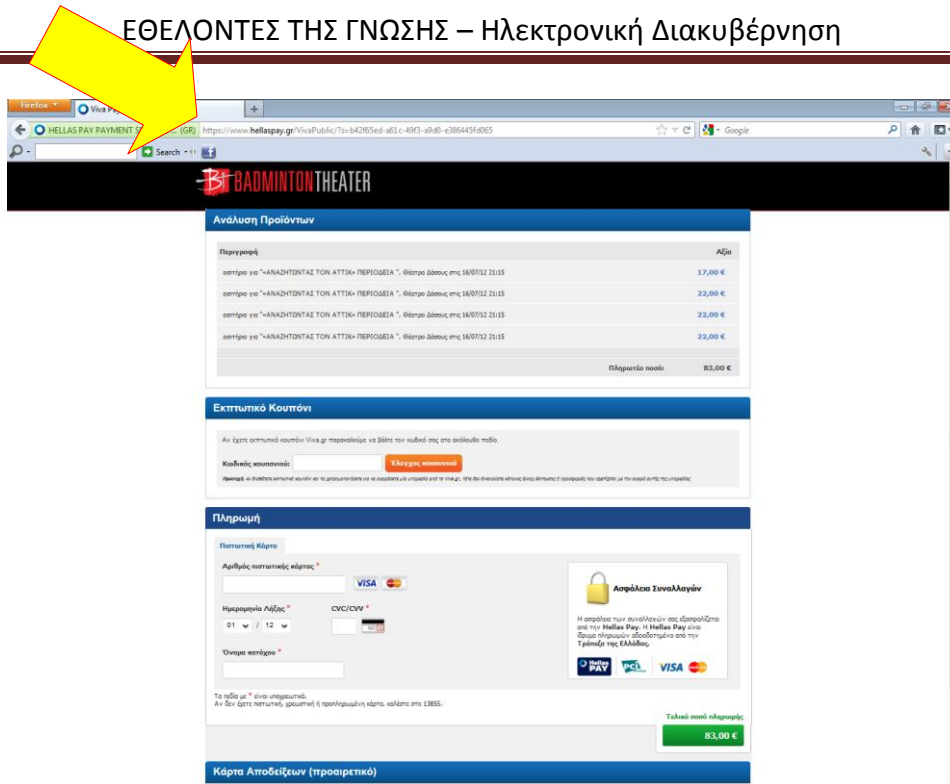 ΕΘΕΛΟΝΤΕΣ ΤΗΣ ΓΝΩΣΗΣ – Ηλεκτρονική Διακυβέρνηση
Firefox
Viva Pa
HELLAS PAY PAYMENT S (GR) https://www.hellaspay.gr/VivaPublic/?s=b42f65ed-a61c-49f3-a9d0-e386445fd065 Google
Search
BT BADMINTONTHEATER
Ανάλυση Προϊόντων
Περιγραφή Αξία
εισιτήριο για "«ΑΝΑΖΗΤΩΝΤΑΣ ΤΟΝ ΑΤΤΙΚ» ΠΕΡΙΟΔΕΙΑ ", Θέατρο Δάσους στις 16/07/12 21:15 17,00 €
εισιτήριο για "«ΑΝΑΖΗΤΩΝΤΑΣ ΤΟΝ ΑΤΤΙΚ» ΠΕΡΙΟΔΕΙΑ ", Θέατρο Δάσους στις 16/07/12 21:15 22,00 €
εισιτήριο για "«ΑΝΑΖΗΤΩΝΤΑΣ ΤΟΝ ΑΤΤΙΚ» ΠΕΡΙΟΔΕΙΑ ", Θέατρο Δάσους στις 16/07/12 21:15 22,00 €
εισιτήριο για "«ΑΝΑΖΗΤΩΝΤΑΣ ΤΟΝ ΑΤΤΙΚ» ΠΕΡΙΟΔΕΙΑ ", Θέατρο Δάσους στις 16/07/12 21:15 22,00 €
Πληρωτέο ποσό: 83,00 €
Εκπτωτικό Κουπόνι
Αν έχετε εκπτωτικό κουπόνι Viva.gr παρακαλούμε να βάλτε τον κωδικό σας στο ακόλουθο πεδίο.
Κωδικός κουπονιού: Έλεγχος κουπονιού
Πληρωμή
Πιστωτική Κάρτα
Αριθμός πιστωτικής κάρτας *
VISA
Ημερομηνία Λήξης * CVC/CVV *
01 / 12
Όνομα κατόχου *
Ασφάλεια Συναλλαγών
Η ασφάλεια των συναλλαγών σας εξασφαλίζεται
από την Hellas Pay. Η Hellas Pay είναι
ίδρυμα πληρωμών αδειοδοτημένο από την
Τράπεζα της Ελλάδος.
Hellas PAY PCI VISA
Τα πεδία με * είναι υποχρεωτικά.
Αν δεν έχετε πιστωτική, χρεωστική ή προπληρωμένη κάρτα, καλέστε στο 13855.
Τελικό ποσό πληρωμής
83,00 €
Κάρτα Αποδείξεων (προαιρετικό)